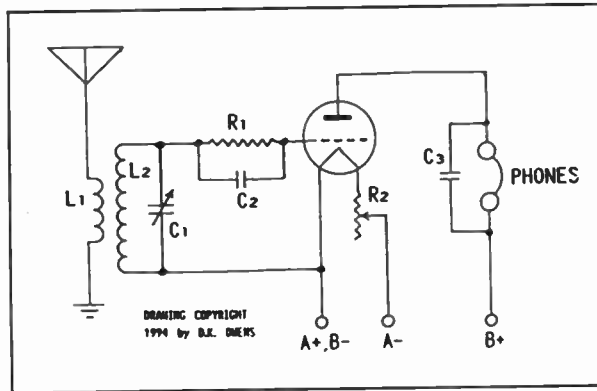 R1
L2
C2
L1
C1
R2
C3
PHONES
DRAWING COPYRIGHT
1994 by B.K. OWENS
A+,B-
A-
B+